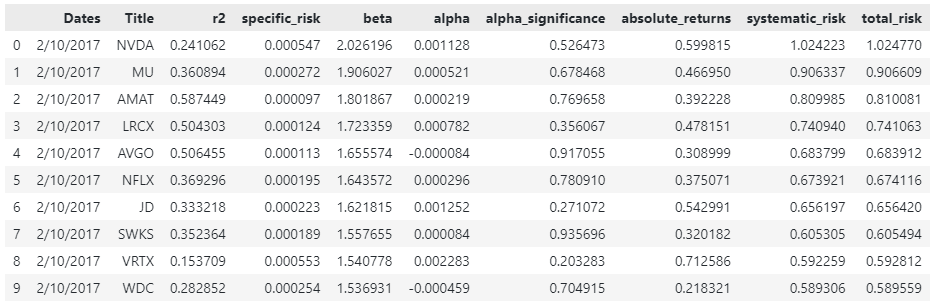 Dates Title r2 specific_risk beta alpha alpha_significance absolute_returns systematic_risk total_risk
0 2/10/2017 NVDA 0.241062 0.000547 2.026196 0.001128 0.526473 0.599815 1.024223 1.024770
1 2/10/2017 MU 0.360894 0.000272 1.906027 0.000521 0.678468 0.466950 0.906337 0.906609
2 2/10/2017 AMAT 0.587449 0.000097 1.801867 0.000219 0.769658 0.392228 0.809985 0.810081
3 2/10/2017 LRCX 0.504303 0.000124 1.723359 0.000782 0.356067 0.478151 0.740940 0.741063
4 2/10/2017 AVGO 0.506455 0.000113 1.655574 -0.000084 0.917055 0.308999 0.683799 0.683912
5 2/10/2017 NFLX 0.369296 0.000195 1.643572 0.000296 0.780910 0.375071 0.673921 0.674116
6 2/10/2017 JD 0.333218 0.000223 1.621815 0.001252 0.271072 0.542991 0.656197 0.656420
7 2/10/2017 SWKS 0.352364 0.000189 1.557655 0.000084 0.935696 0.320182 0.605305 0.605494
8 2/10/2017 VRTX 0.153709 0.000553 1.540778 0.002283 0.203283 0.712586 0.592259 0.592812
9 2/10/2017 WDC 0.282852 0.000254 1.536931 -0.000459 0.704915 0.218321 0.589306 0.589559